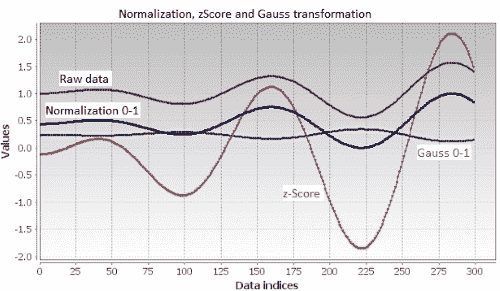 Normalization, zScore and Gauss transformation
Values
2.0
1.5
1.0
0.5
0.0
-0.5
-1.0
-1.5
-2.0
Raw data
Normalization 0-1
Gauss 0-1
z-Score
0 25 50 75 100 125 150 175 200 225 250 275 300
Data indices